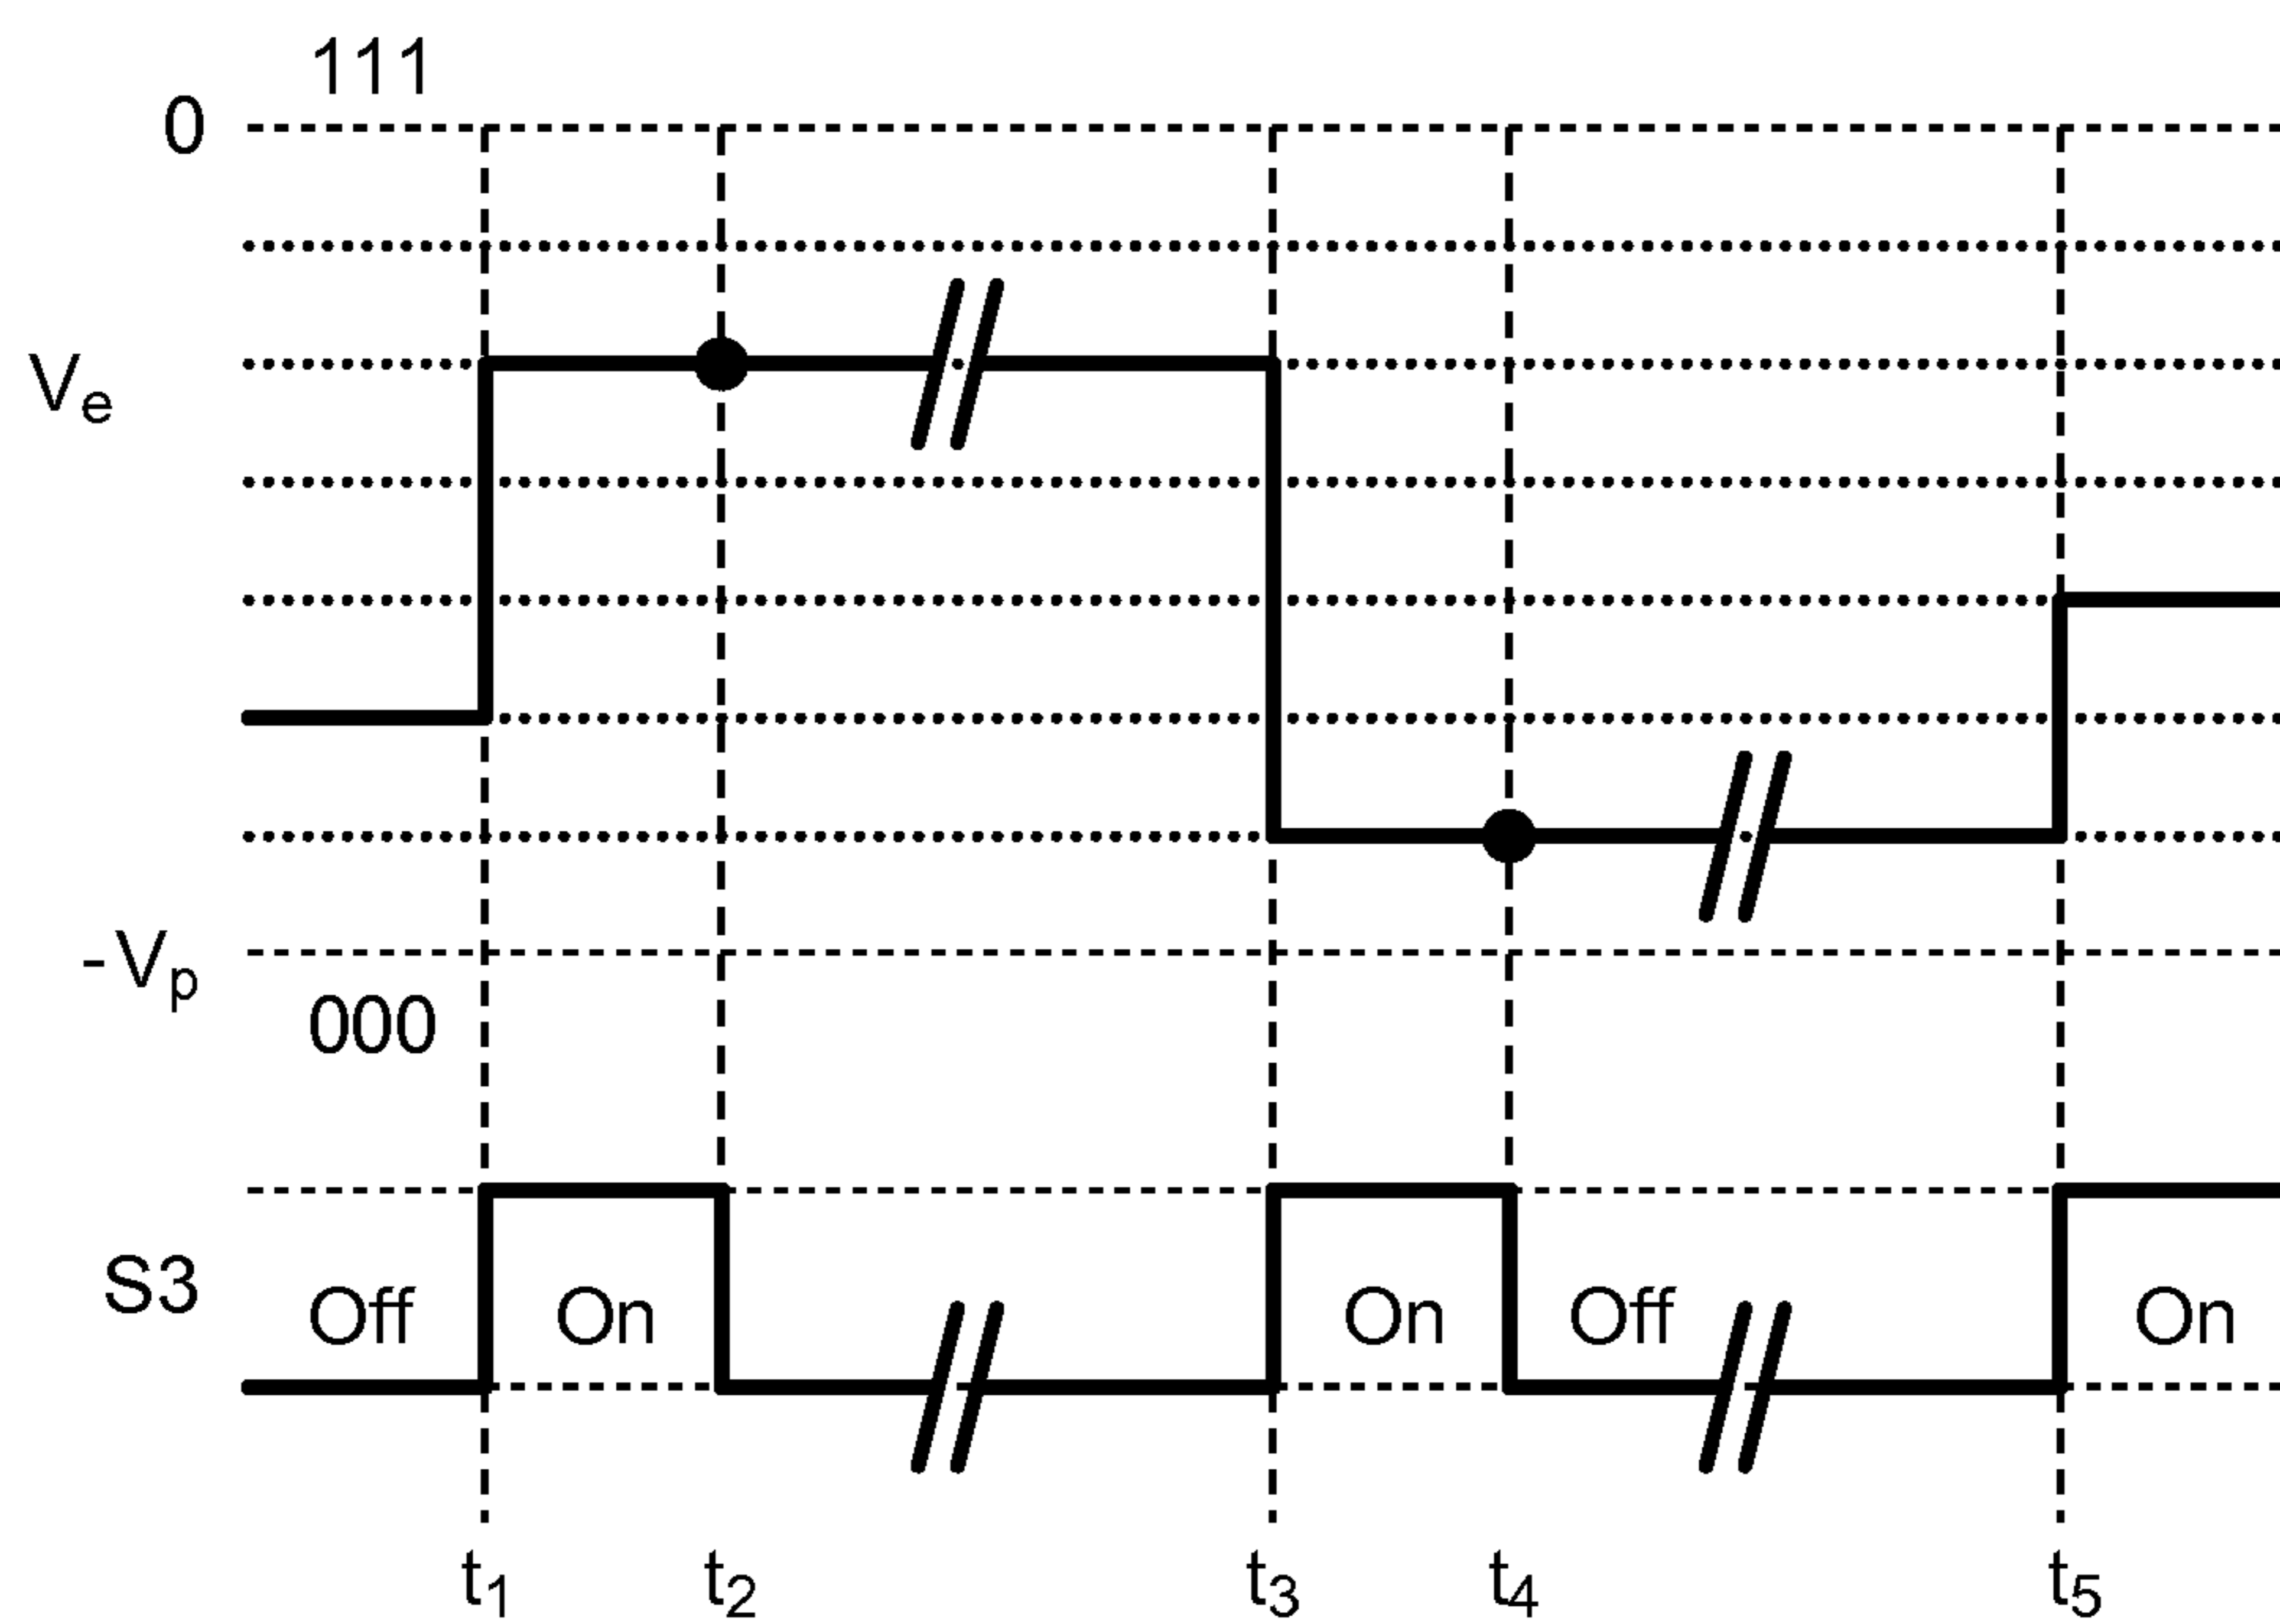 111
0
Vₑ
-Vₚ
000
S3
Off On On Off On
t₁ t₂ t₃ t₄ t₅